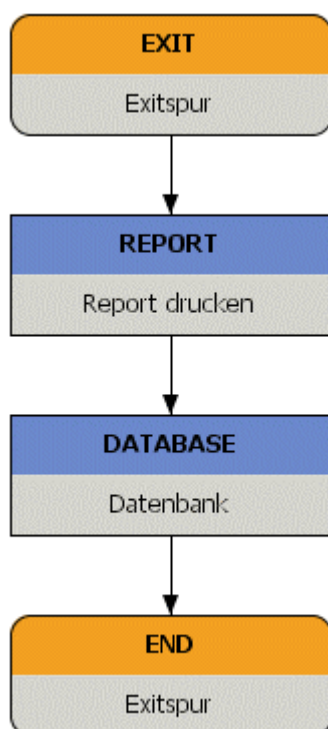 EXIT
Exitspur
REPORT
Report drucken
DATABASE
Datenbank
END
Exitspur